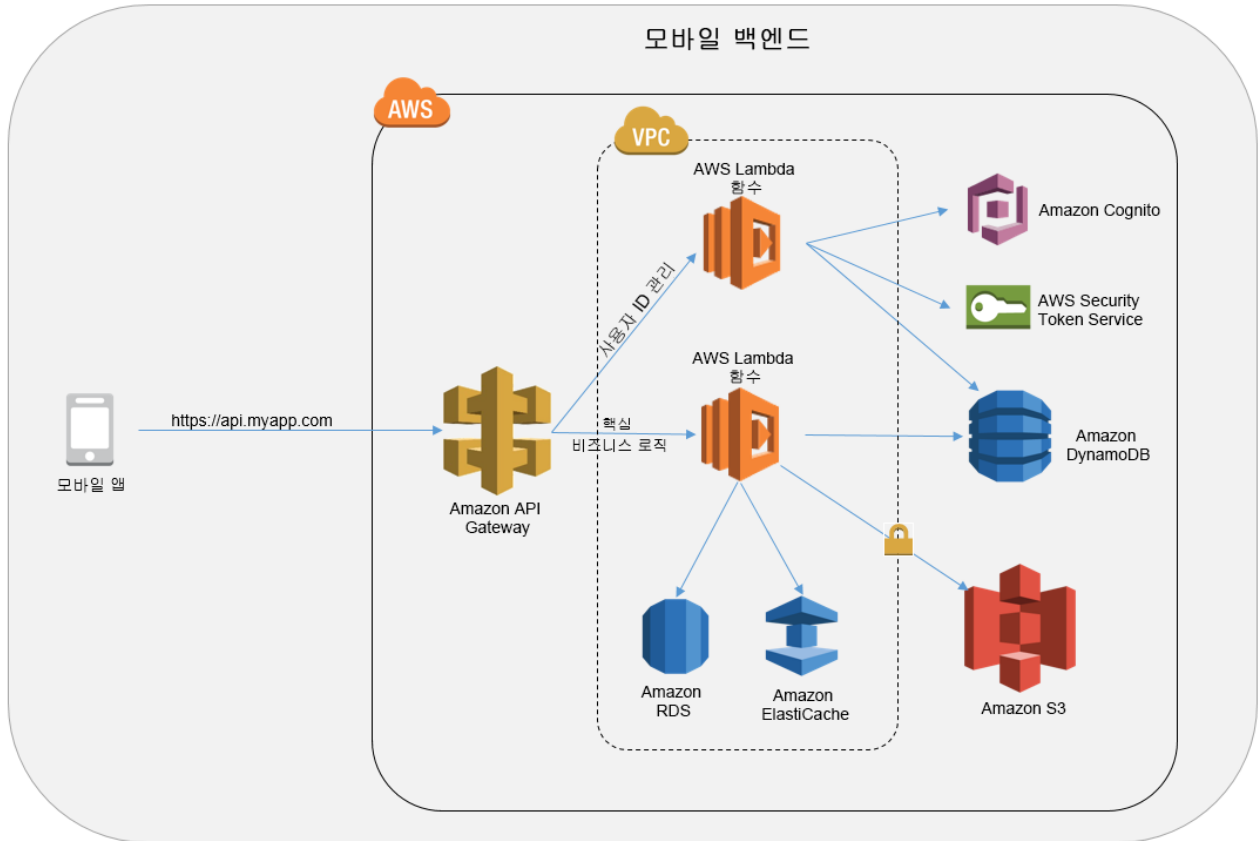 모바일 백엔드
AWS
VPC
AWS Lambda
함수
Amazon Cognito
사용자 ID 관리
AWS Security
Token Service
AWS Lambda
함수
https://api.myapp.com
핵심
비즈니스 로직
모바일 앱
Amazon API
Gateway
Amazon
DynamoDB
Amazon
RDS
Amazon
ElastiCache
Amazon S3